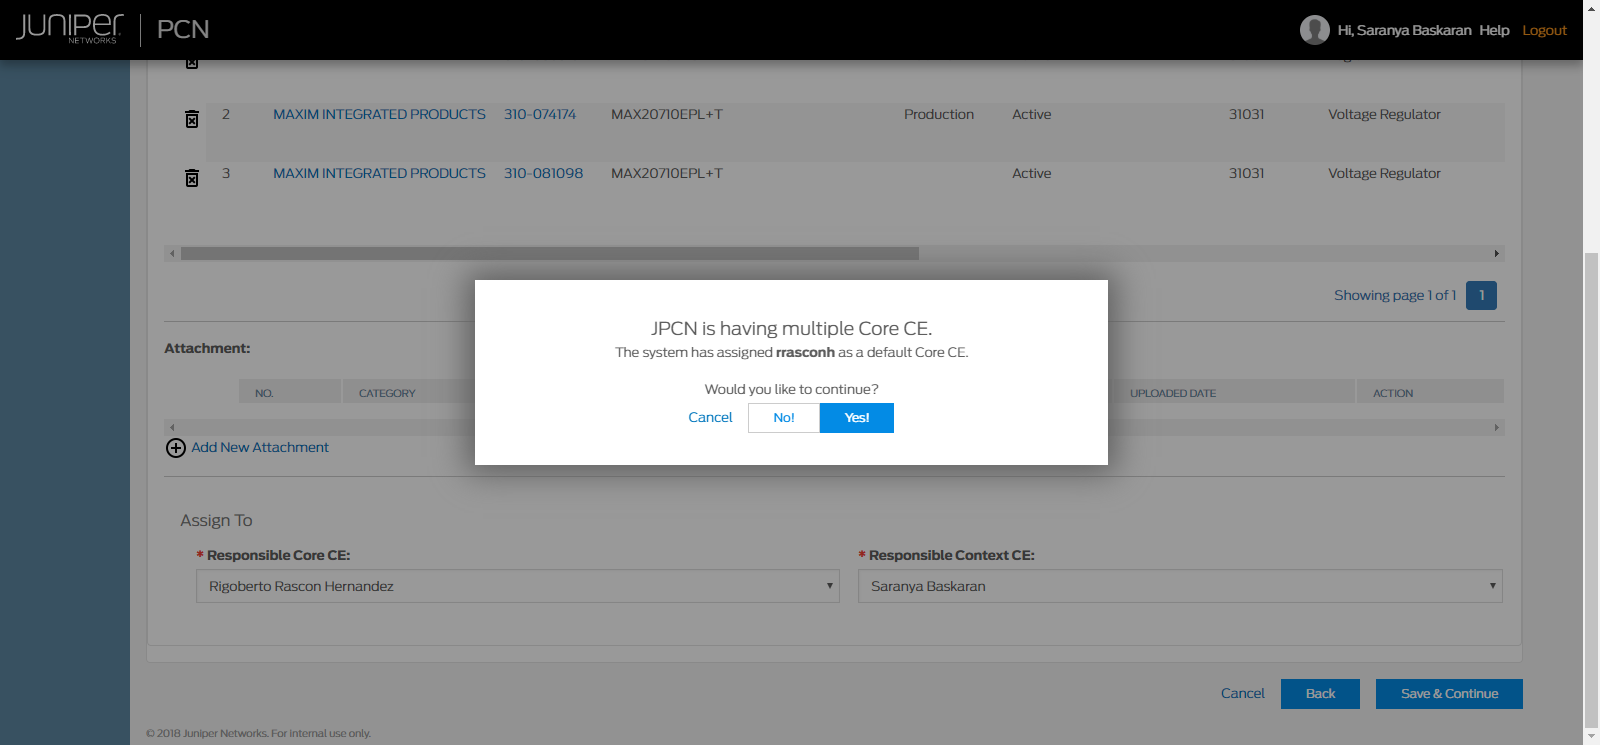 JUNIPER NETWORKS PCN Hi, Saranya Baskaran Help Logout
2 MAXIM INTEGRATED PRODUCTS 310-074174 MAX20710EPL+T Production Active 31031 Voltage Regulator
3 MAXIM INTEGRATED PRODUCTS 310-081098 MAX20710EPL+T Active 31031 Voltage Regulator
Showing page 1 of 1 1
JPCN is having multiple Core CE.
The system has assigned rrasconh as a default Core CE.
Would you like to continue?
Cancel No! Yes!
Attachment:
NO. CATEGORY UPLOADED DATE ACTION
Add New Attachment
Assign To
* Responsible Core CE: * Responsible Context CE:
Rigoberto Rascon Hernandez Saranya Baskaran
Cancel Back Save & Continue
© 2018 Juniper Networks. For internal use only.